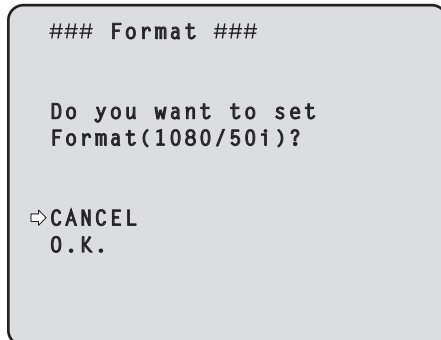 ### Format ###
Do you want to set
Format(1080/50i)?
⇨CANCEL
O.K.